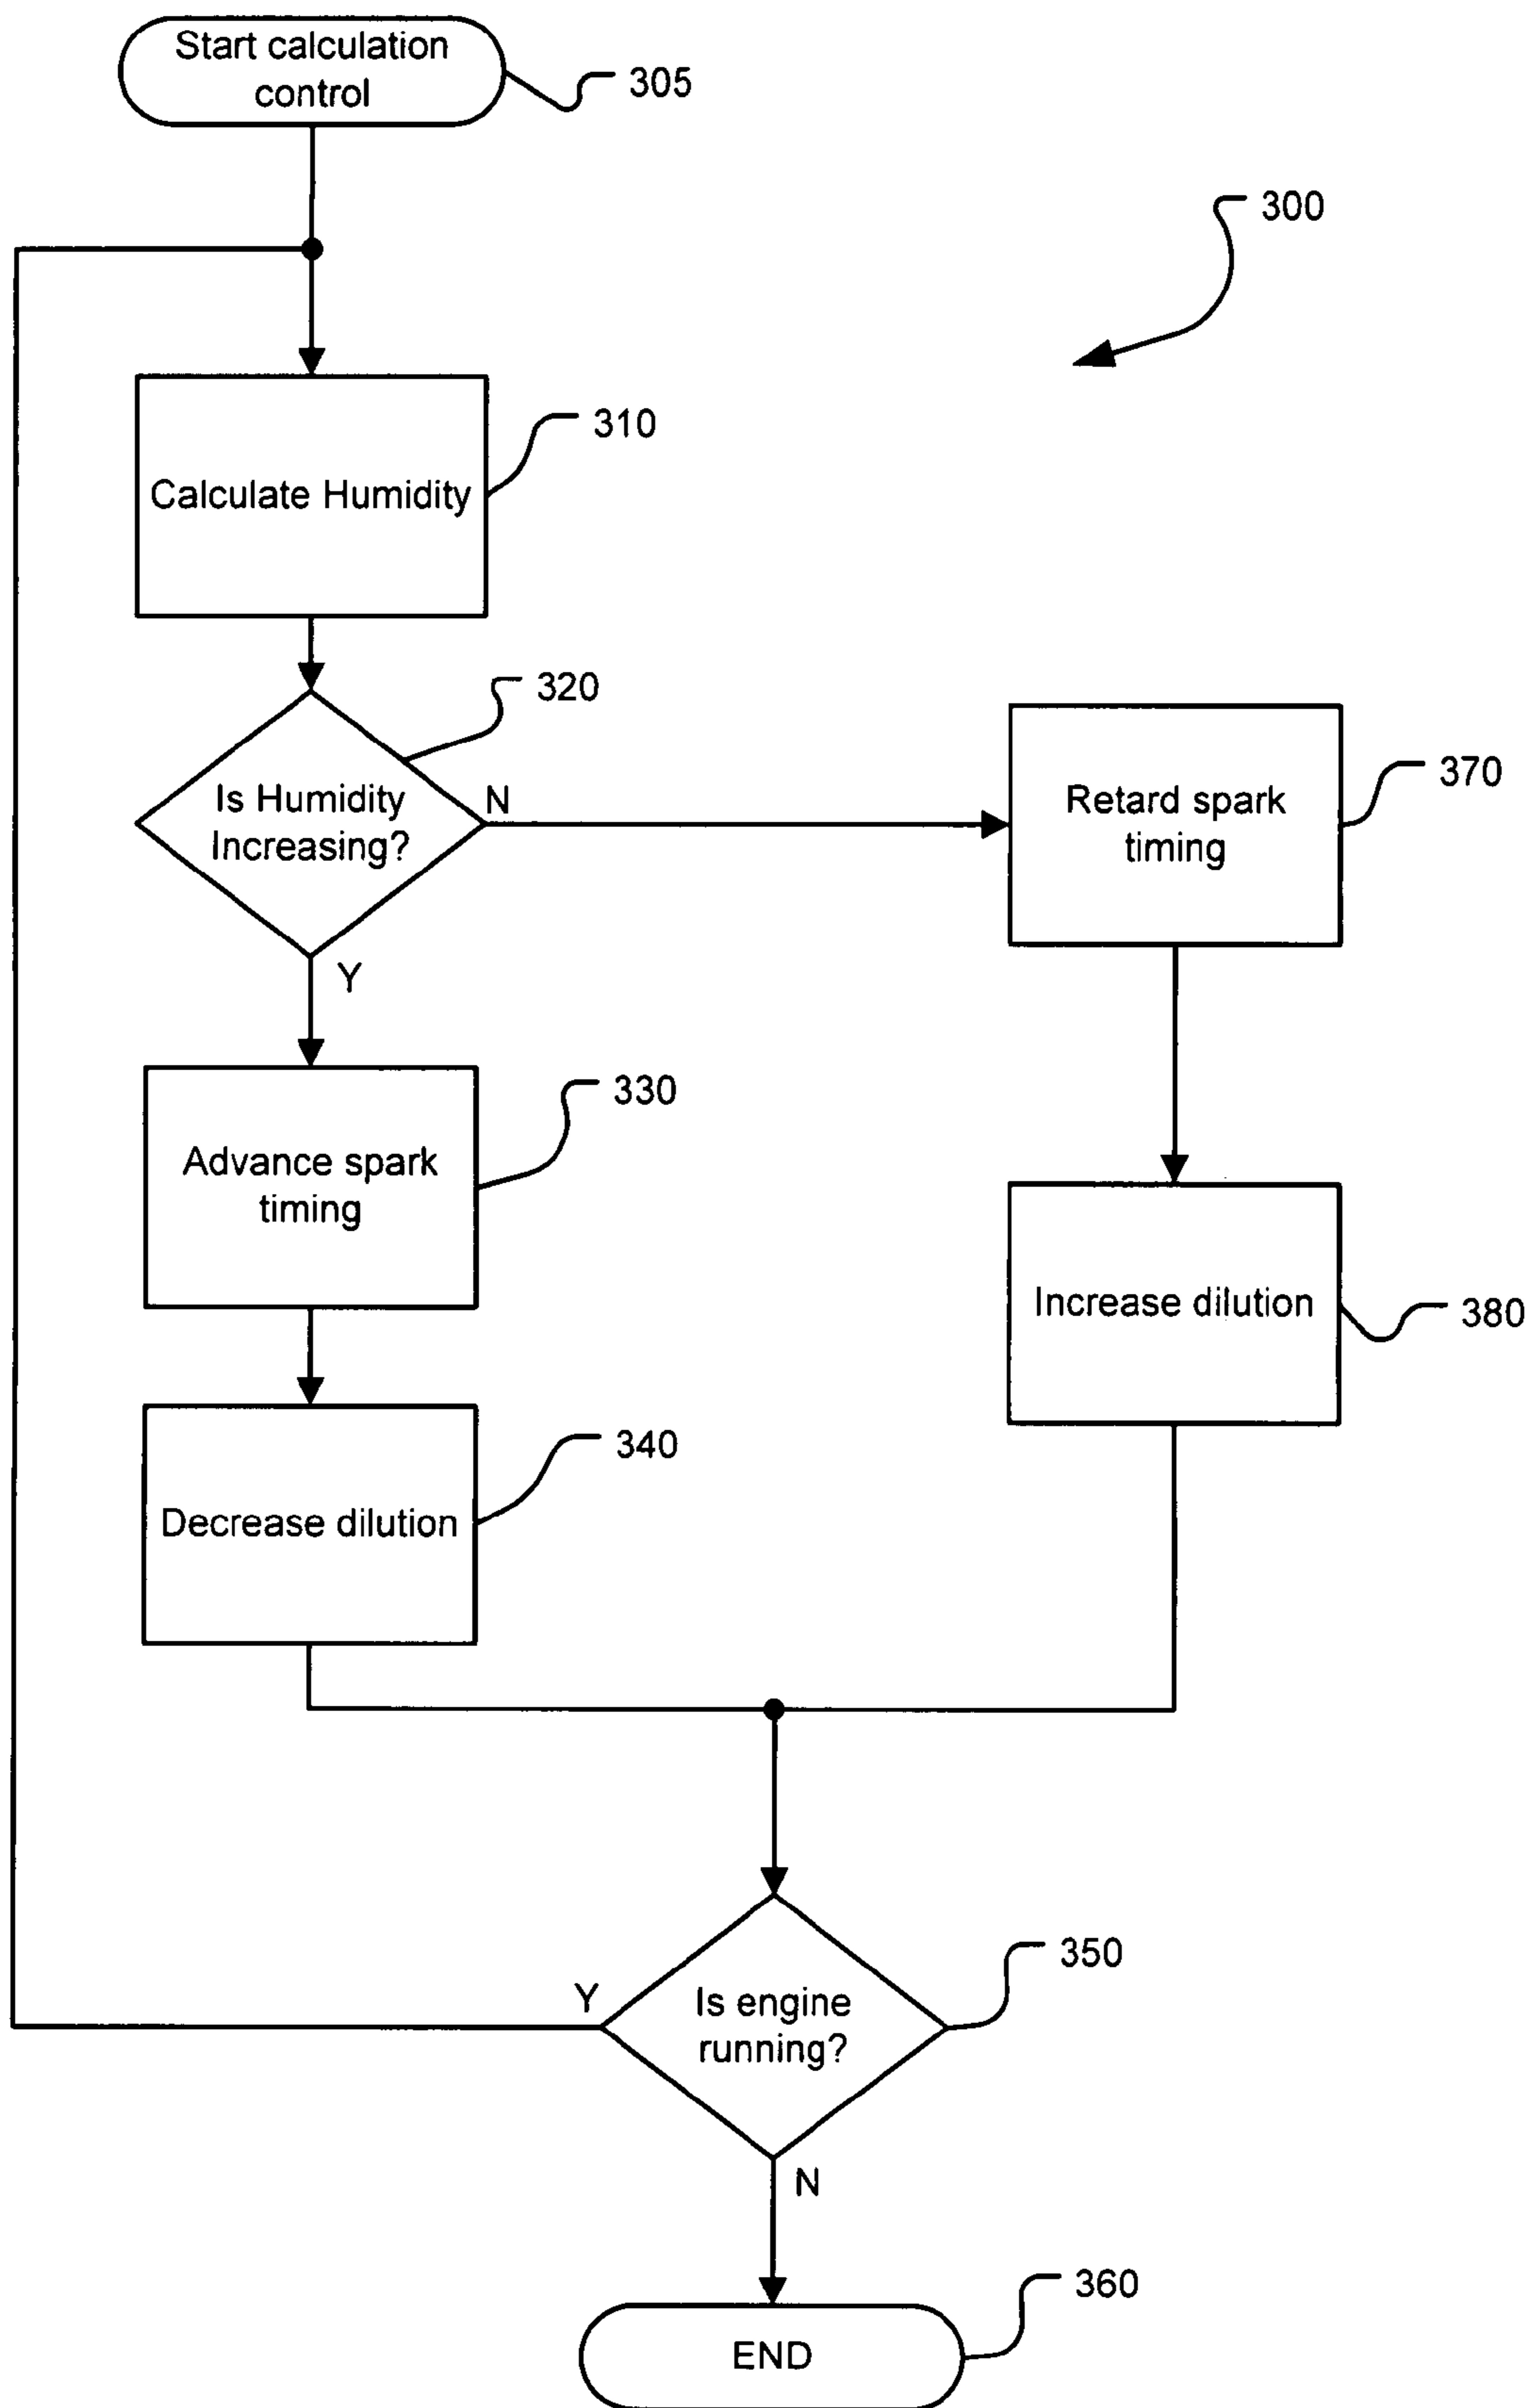 Start calculation
control
305
300
310
Calculate Humidity
320
Is Humidity
Increasing?
N
Y
370
Retard spark
timing
330
Advance spark
timing
380
Increase dilution
340
Decrease dilution
350
Is engine
running?
Y
N
360
END